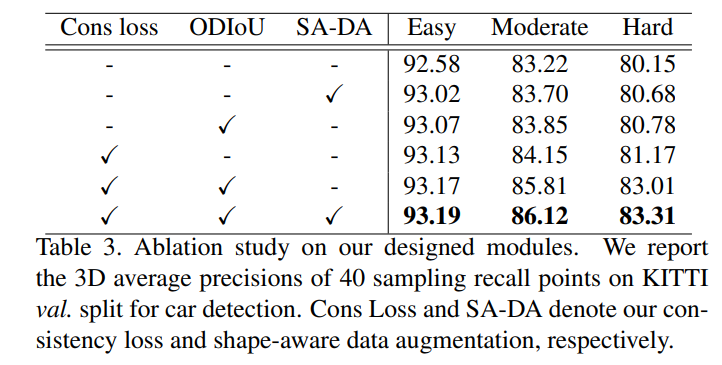 Cons loss ODIoU SA-DA Easy Moderate Hard
- - - 92.58 83.22 80.15
- - ✓ 93.02 83.70 80.68
- ✓ - 93.07 83.85 80.78
✓ - - 93.13 84.15 81.17
✓ ✓ - 93.17 85.81 83.01
✓ ✓ ✓ 93.19 86.12 83.31
Table 3. Ablation study on our designed modules. We report
the 3D average precisions of 40 sampling recall points on KITTI
val. split for car detection. Cons Loss and SA-DA denote our con-
sistency loss and shape-aware data augmentation, respectively.